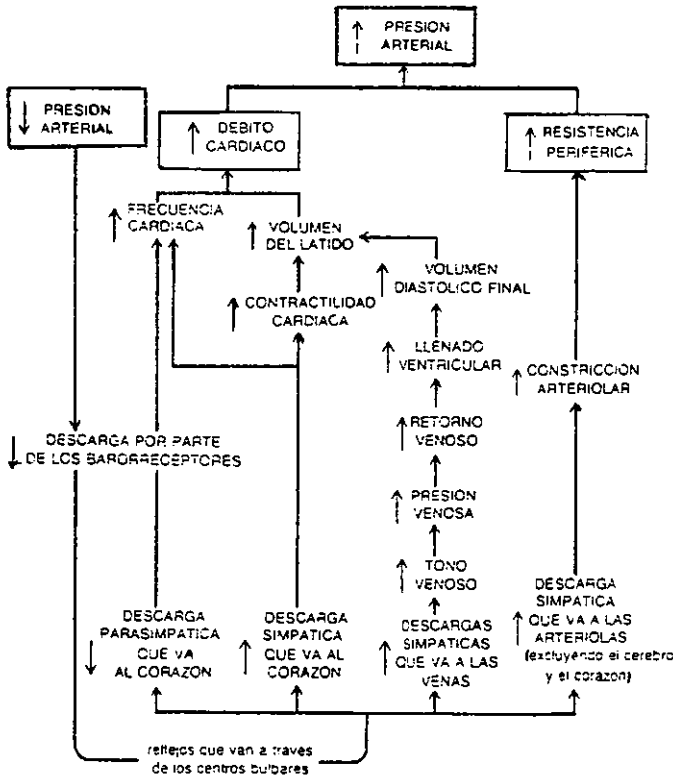 ↑ PRESION
ARTERIAL
↓ PRESION
ARTERIAL
↑ DEBITO
CARDIACO
↑ RESISTENCIA
PERIFERICA
↑ FRECUENCIA
CARDIACA
↑ VOLUMEN
DEL LATIDO
↑ VOLUMEN
DIASTOLICO FINAL
↑ CONTRACTILIDAD
CARDIACA
↑ LLENADO
VENTRICULAR
↑ CONSTRICCION
ARTERIOLAR
↑ RETORNO
VENOSO
↓ DESCARGA POR PARTE
DE LOS BARORRECEPTORES
↑ PRESION
VENOSA
↑ TONO
VENOSO
DESCARGA
PARASIMPATICA
QUE VA
↓ AL CORAZON
DESCARGA
SIMPATICA
↑ QUE VA AL
CORAZON
DESCARGAS
SIMPATICAS
↑ QUE VA A LAS
VENAS
DESCARGA
SIMPATICA
QUE VA A LAS
↑ ARTERIOLAS
(excluyendo el cerebro
y el corazon)
reflejos que van a traves
de los centros bulbares